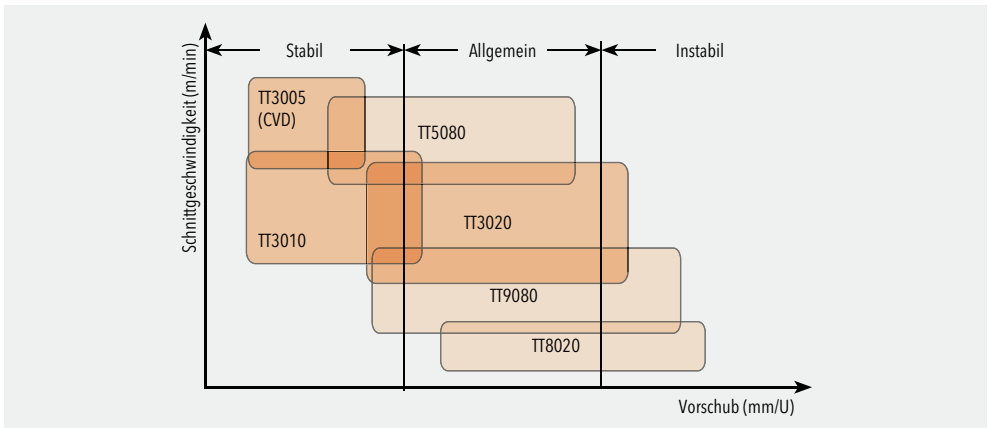 Stabil
Allgemein
Instabil
Schnittgeschwindigkeit (m/min)
TT3005
(CVD)
TT5080
TT3010
TT3020
TT9080
TT8020
Vorschub (mm/U)